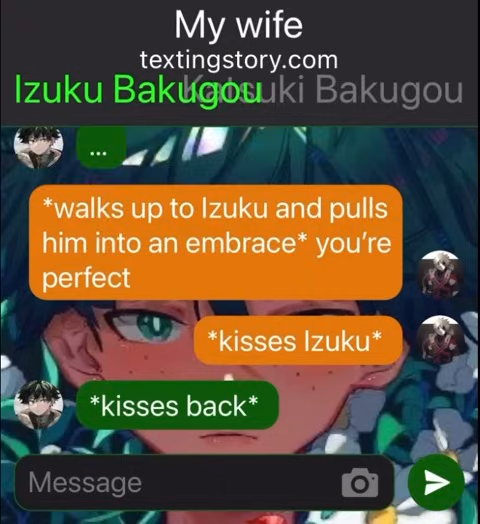 My wife
textingstory.com
Izuku Bakugou Katsuki Bakugou
...
*walks up to Izuku and pulls
him into an embrace* you’re
perfect
*kisses Izuku*
*kisses back*
Message